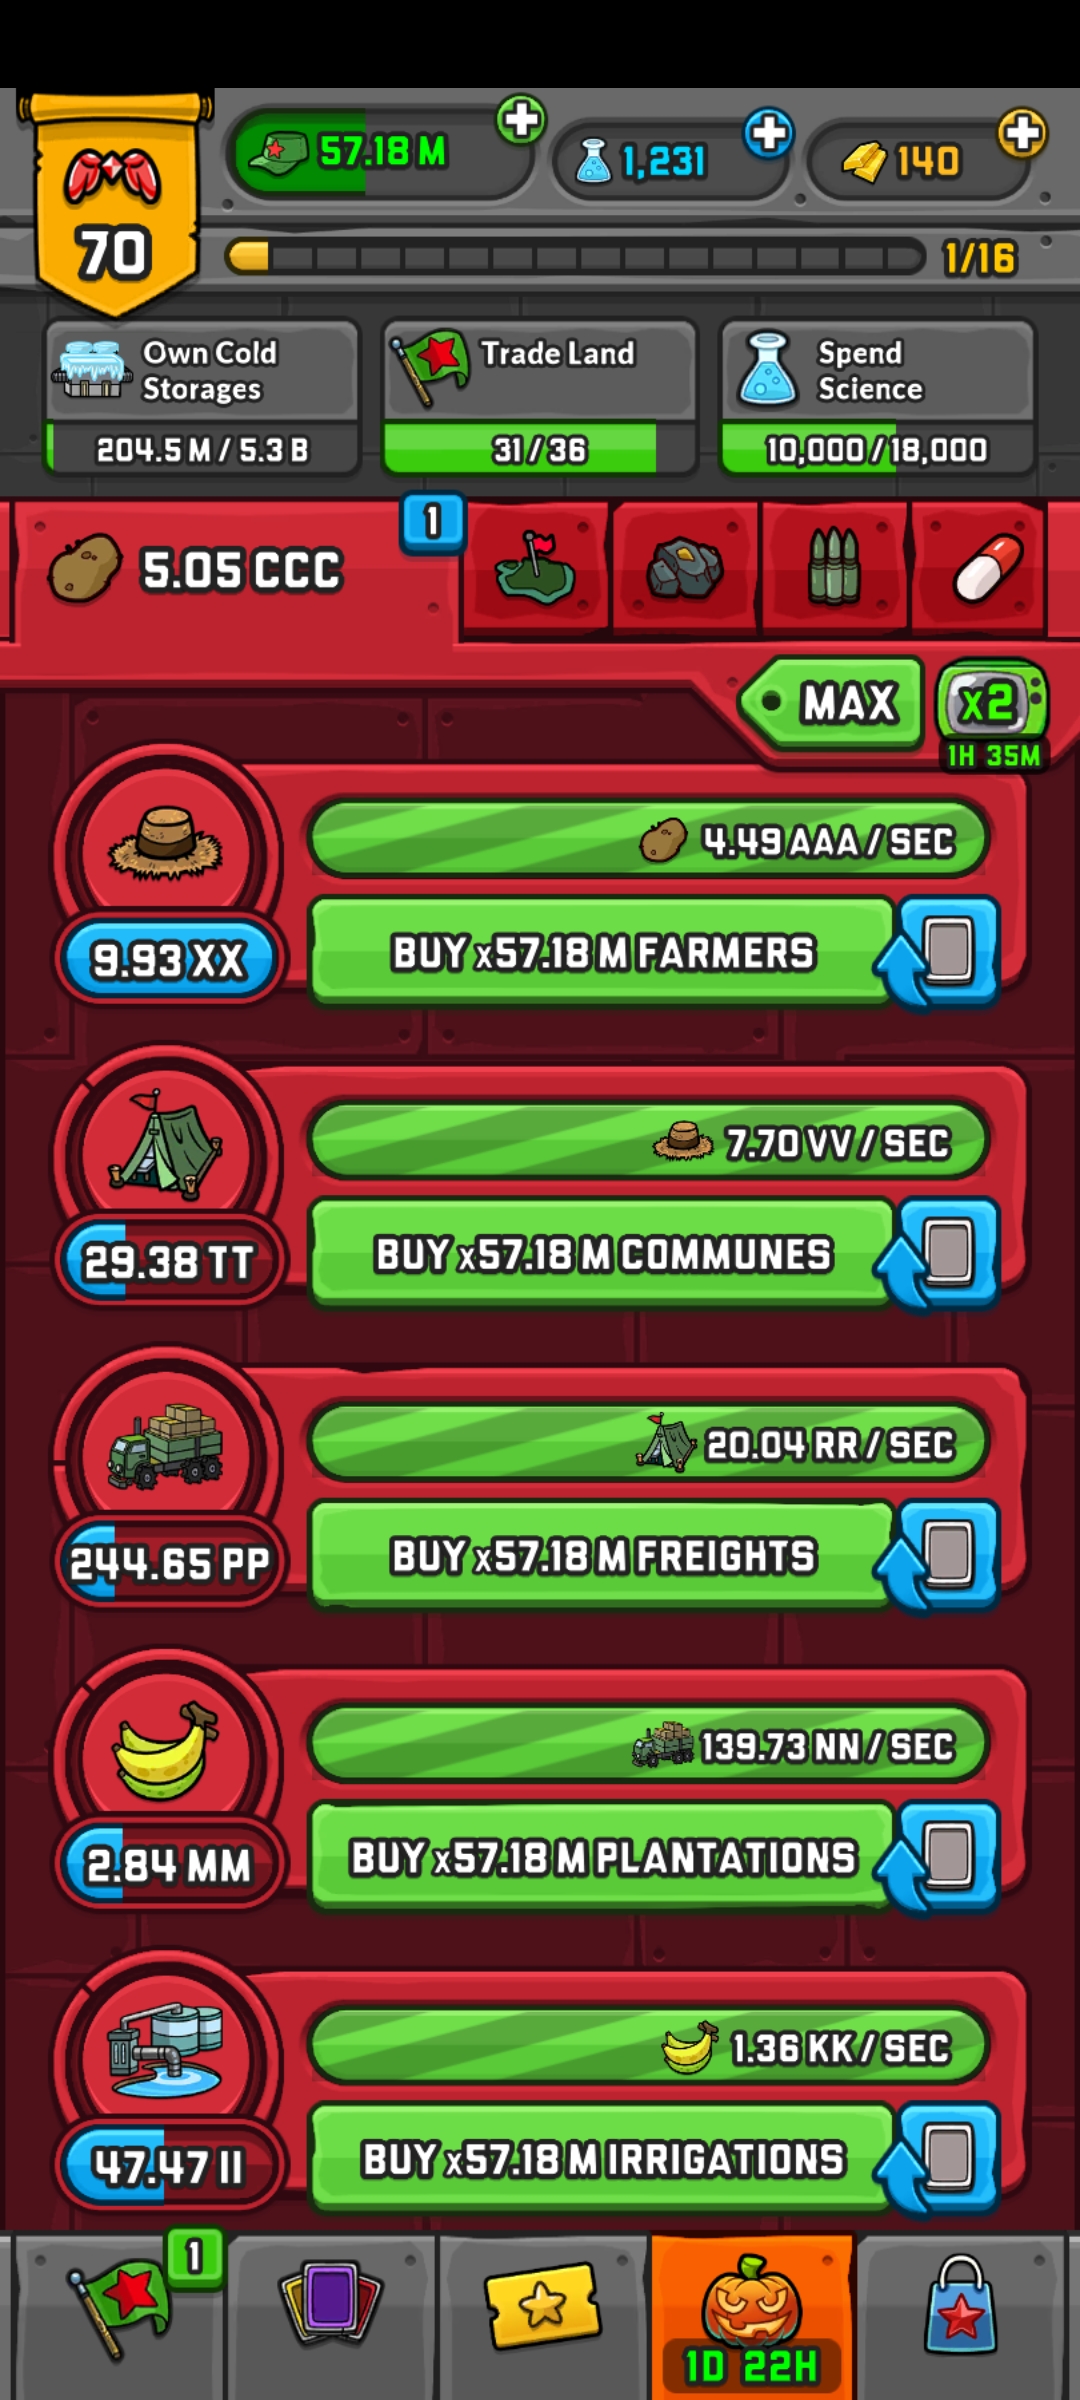 70
57.18 M
1,231
140
1/16
Own Cold
Storages
204.5 M / 5.3 B
Trade Land
31 / 36
Spend
Science
10,000 / 18,000
5.05 CCC
1
MAX
x2
1H 35M
4.49 AAA / SEC
9.93 XX
BUY x57.18 M FARMERS
7.70 VV / SEC
29.38 TT
BUY x57.18 M COMMUNES
20.04 RR / SEC
244.65 PP
BUY x57.18 M FREIGHTS
139.73 NN / SEC
2.84 MM
BUY x57.18 M PLANTATIONS
1.36 KK / SEC
47.47 II
BUY x57.18 M IRRIGATIONS
1
1D 22H